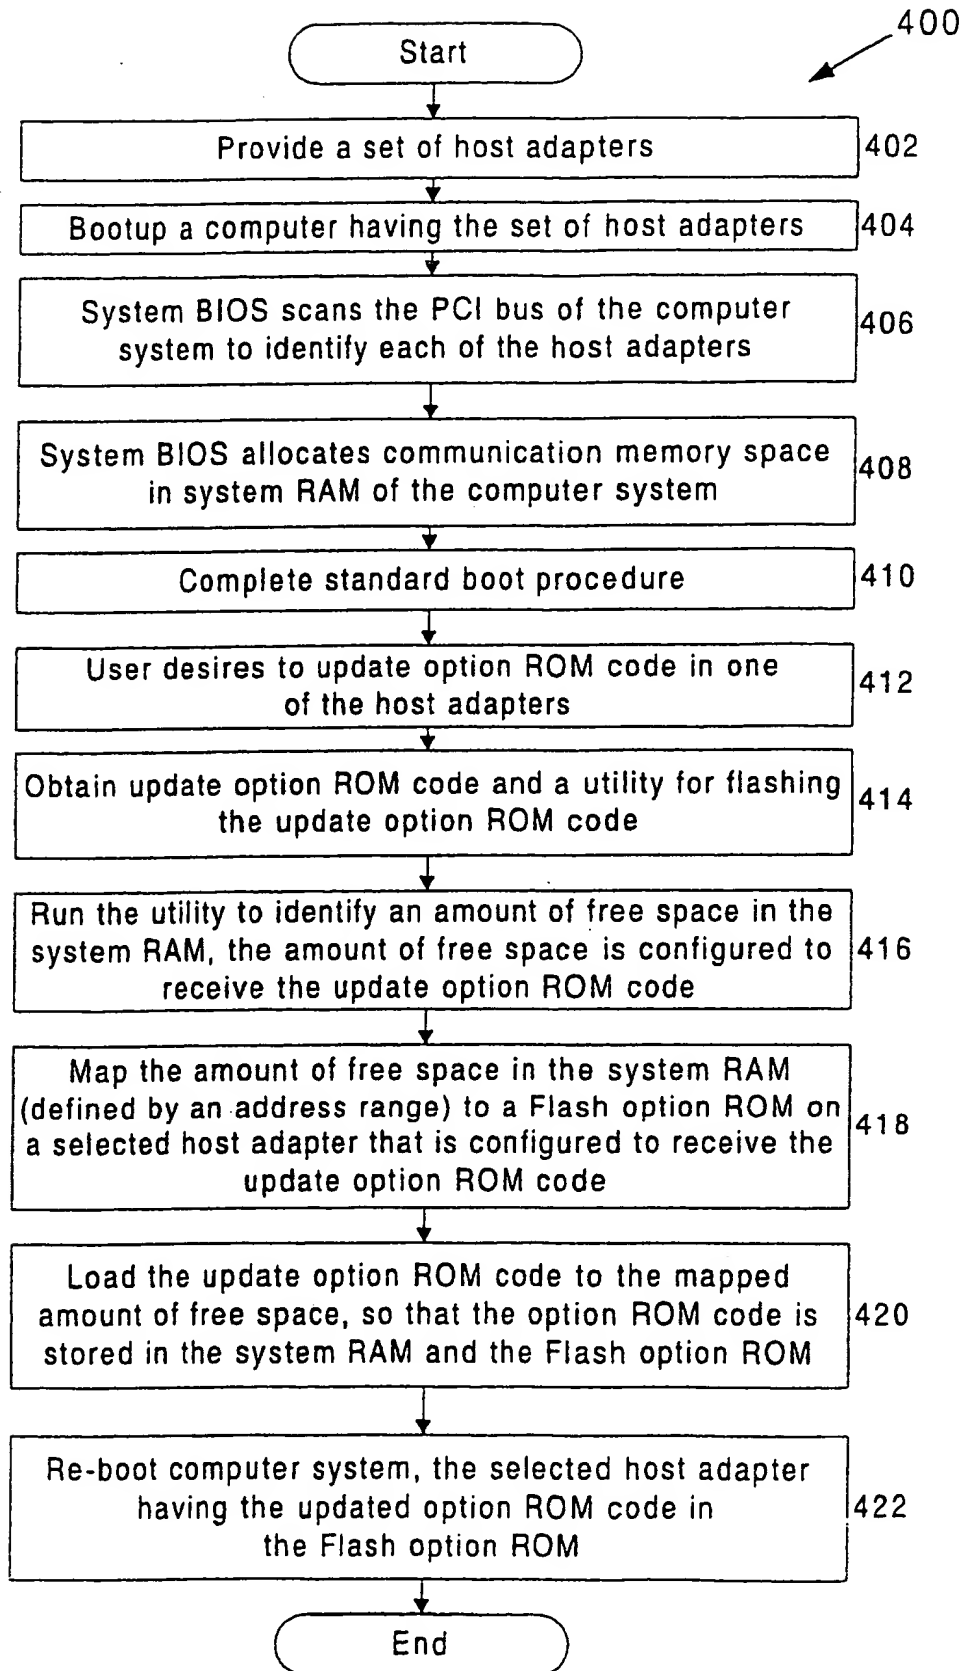 400
Start
Provide a set of host adapters
402
Bootup a computer having the set of host adapters
404
System BIOS scans the PCI bus of the computer
system to identify each of the host adapters
406
System BIOS allocates communication memory space
in system RAM of the computer system
408
Complete standard boot procedure
410
User desires to update option ROM code in one
of the host adapters
412
Obtain update option ROM code and a utility for flashing
the update option ROM code
414
Run the utility to identify an amount of free space in the
system RAM, the amount of free space is configured to
receive the update option ROM code
416
Map the amount of free space in the system RAM
(defined by an address range) to a Flash option ROM on
a selected host adapter that is configured to receive the
update option ROM code
418
Load the update option ROM code to the mapped
amount of free space, so that the option ROM code is
stored in the system RAM and the Flash option ROM
420
Re-boot computer system, the selected host adapter
having the updated option ROM code in
the Flash option ROM
422
End